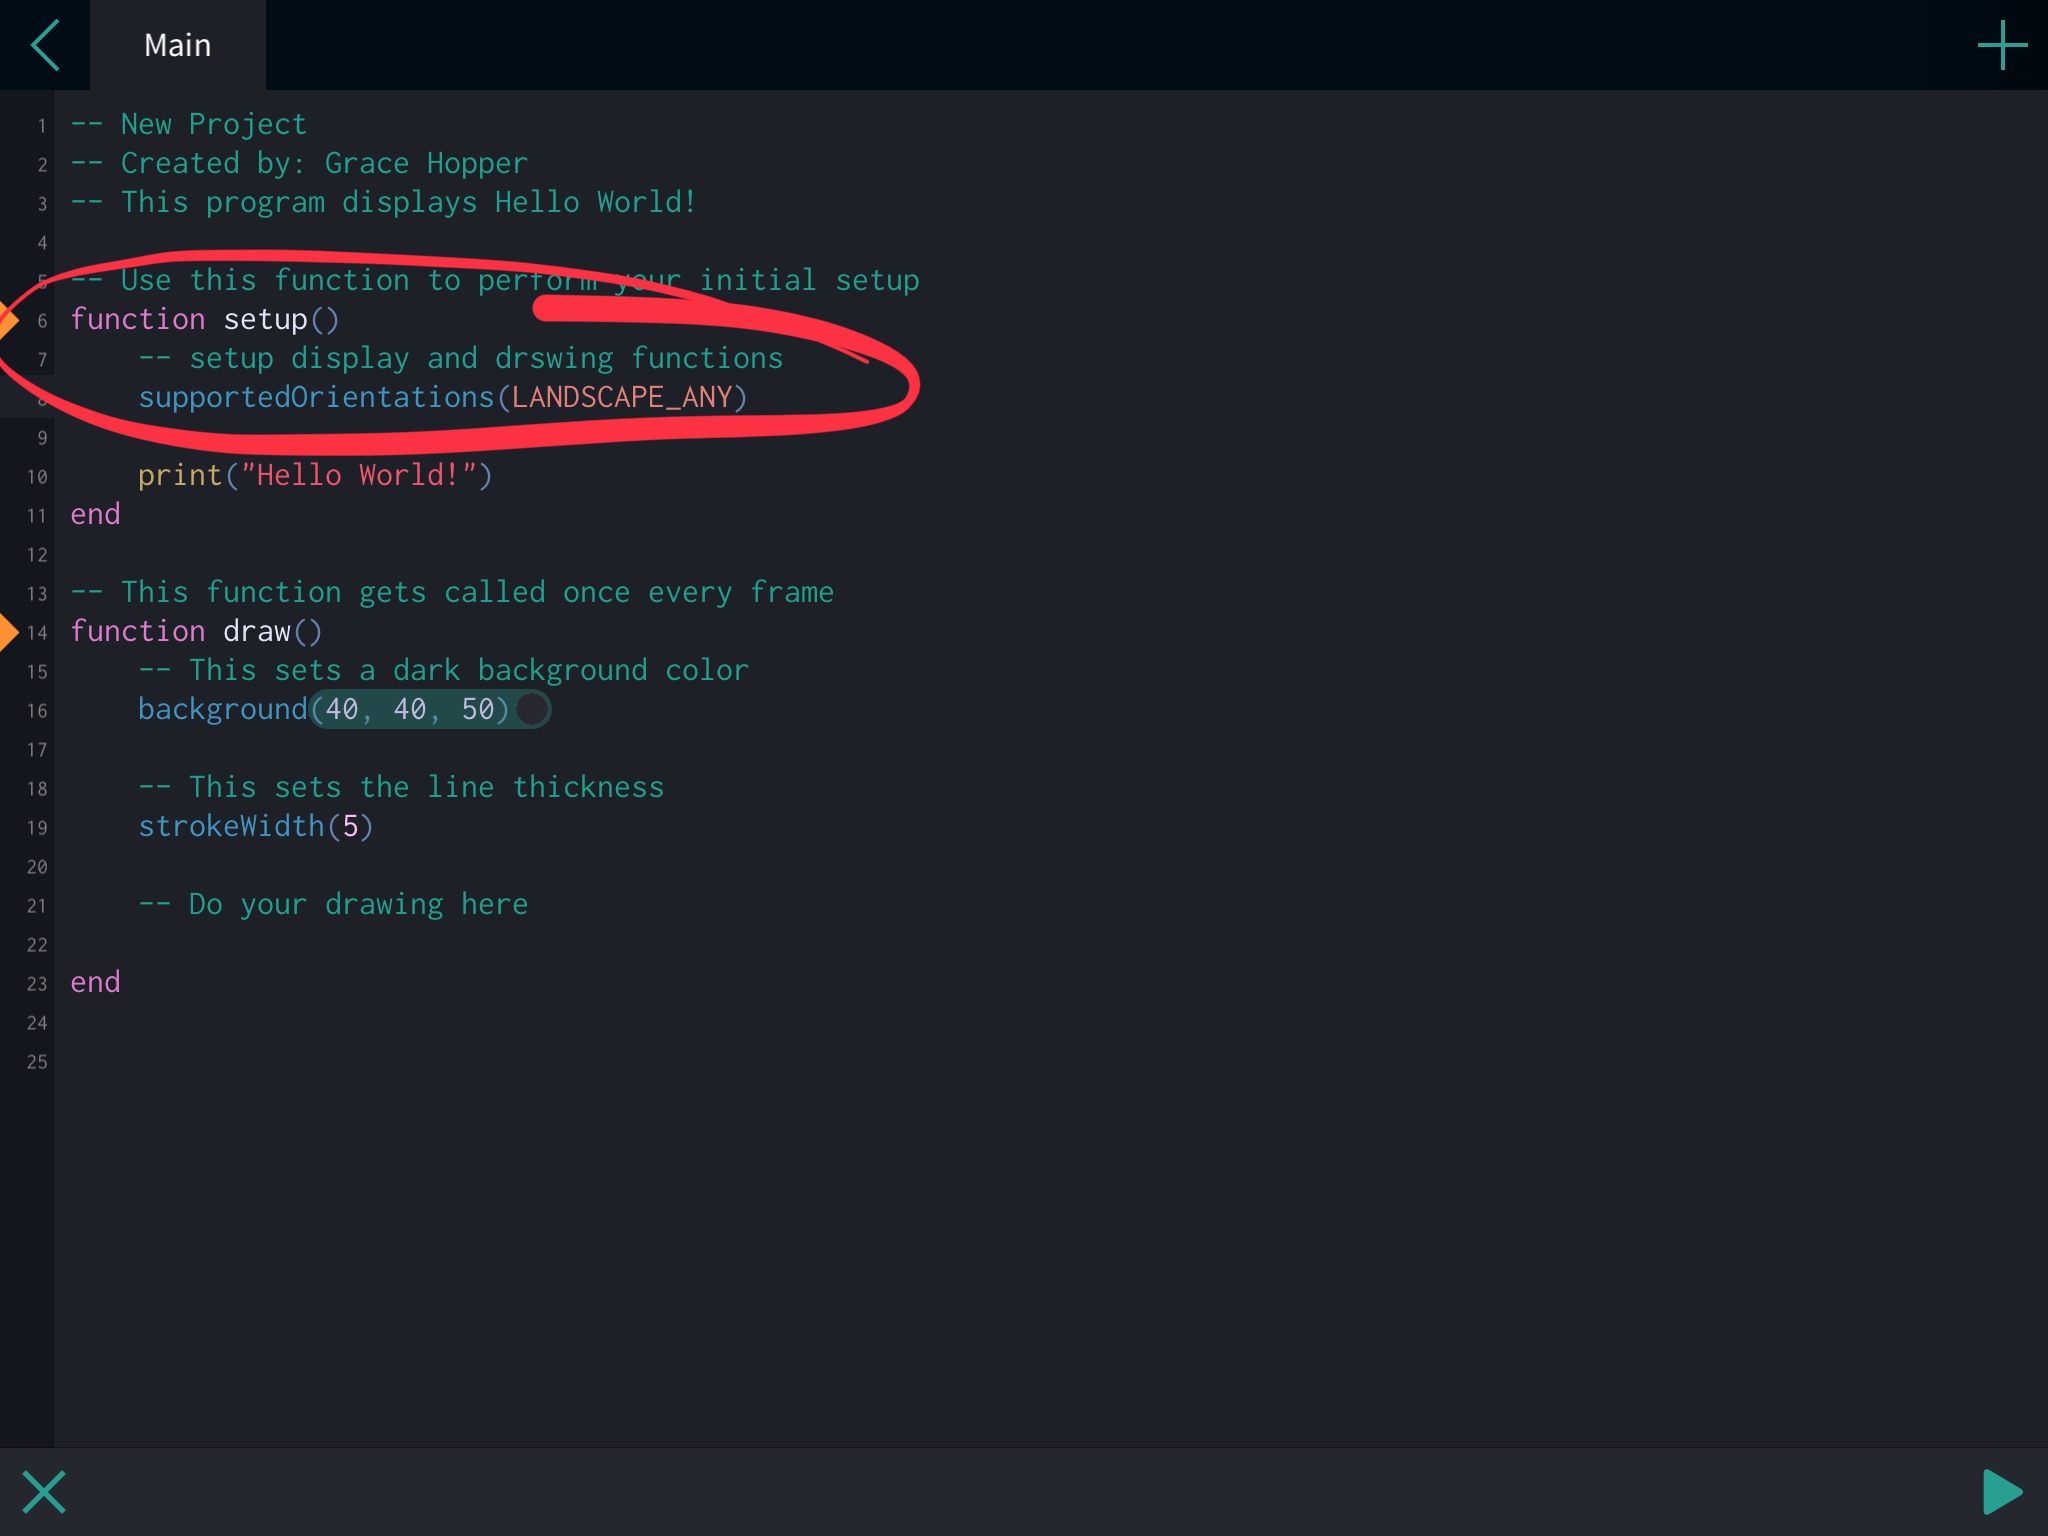 Main
1 -- New Project
2 -- Created by: Grace Hopper
3 -- This program displays Hello World!
4
5 -- Use this function to perform your initial setup
6 function setup()
7 -- setup display and drswing functions
8 supportedOrientations(LANDSCAPE_ANY)
9
10 print("Hello World!")
11 end
12
13 -- This function gets called once every frame
14 function draw()
15 -- This sets a dark background color
16 background(40, 40, 50)
17
18 -- This sets the line thickness
19 strokeWidth(5)
20
21 -- Do your drawing here
22
23 end
24
25